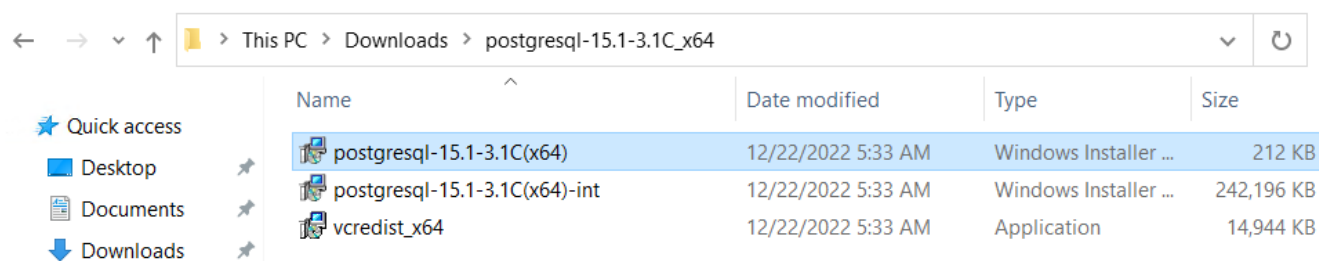 This PC > Downloads > postgresql-15.1-3.1C_x64
Name Date modified Type Size
Quick access
Desktop
Documents
Downloads
postgresql-15.1-3.1C(x64) 12/22/2022 5:33 AM Windows Installer ... 212 KB
postgresql-15.1-3.1C(x64)-int 12/22/2022 5:33 AM Windows Installer ... 242,196 KB
vcredist_x64 12/22/2022 5:33 AM Application 14,944 KB